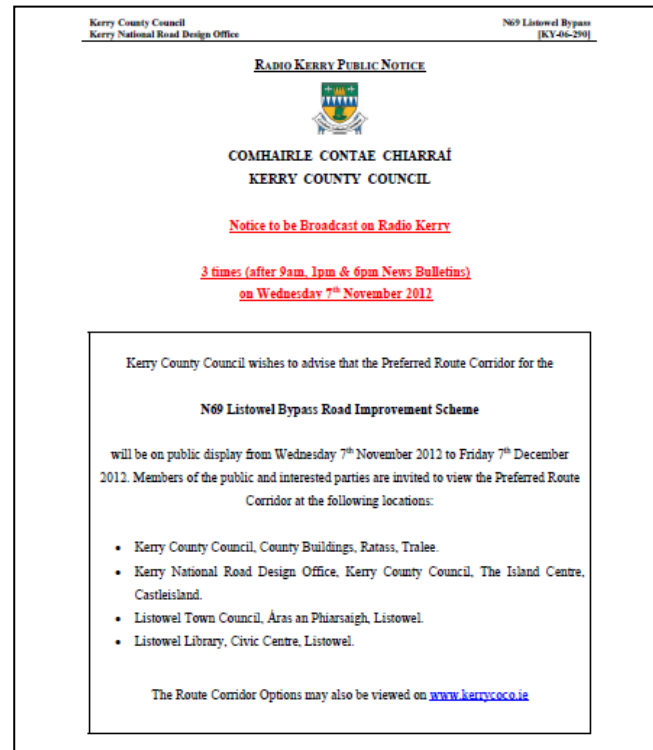 Kerry County Council N69 Listowel Bypass
Kerry National Road Design Office [KY-06-290]
RADIO KERRY PUBLIC NOTICE
COMHAIRLE CONTAE CHIARRAÍ
KERRY COUNTY COUNCIL
Notice to be Broadcast on Radio Kerry
3 times (after 9am, 1pm & 6pm News Bulletins)
on Wednesday 7th November 2012
Kerry County Council wishes to advise that the Preferred Route Corridor for the
N69 Listowel Bypass Road Improvement Scheme
will be on public display from Wednesday 7th November 2012 to Friday 7th December
2012. Members of the public and interested parties are invited to view the Preferred Route
Corridor at the following locations:
• Kerry County Council, County Buildings, Ratass, Tralee.
• Kerry National Road Design Office, Kerry County Council, The Island Centre,
Castleisland.
• Listowel Town Council, Áras an Phiarsaigh, Listowel.
• Listowel Library, Civic Centre, Listowel.
The Route Corridor Options may also be viewed on www.kerrycoco.ie